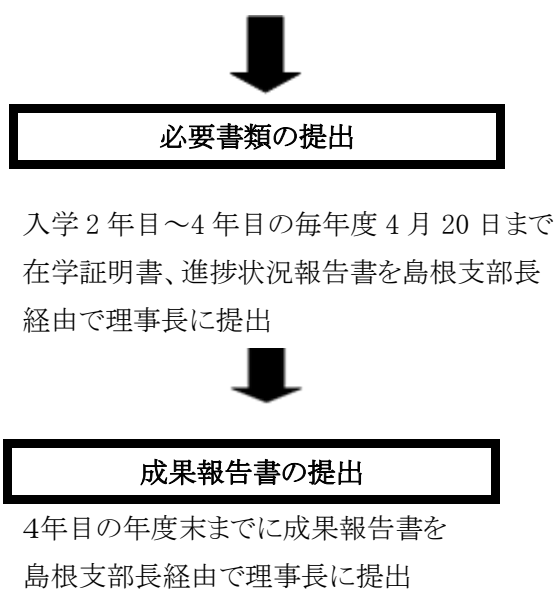 必要書類の提出
入学2年目～4年目の毎年度4月20日まで
在学証明書、進捗状況報告書を島根支部長
経由で理事長に提出
成果報告書の提出
4年目の年度末までに成果報告書を
島根支部長経由で理事長に提出